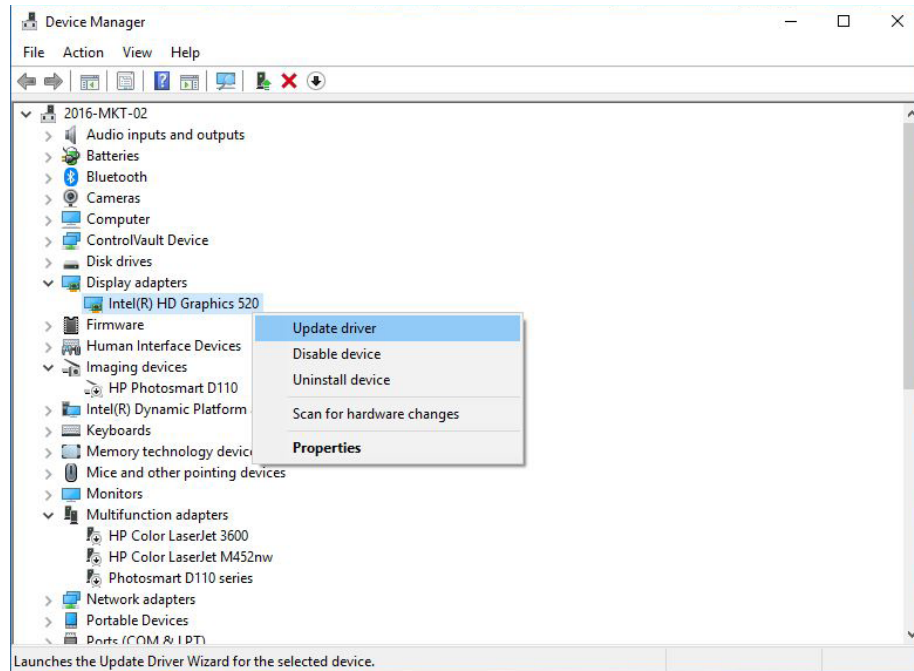 Device Manager
File Action View Help
2016-MKT-02
Audio inputs and outputs
Batteries
Bluetooth
Cameras
Computer
ControlVault Device
Disk drives
Display adapters
Intel(R) HD Graphics 520
Firmware
Human Interface Devices
Imaging devices
HP Photosmart D110
Intel(R) Dynamic Platform
Keyboards
Memory technology device
Mice and other pointing devices
Monitors
Multifunction adapters
HP Color LaserJet 3600
HP Color LaserJet M452nw
Photosmart D110 series
Network adapters
Portable Devices
Ports (COM & LPT)
Update driver
Disable device
Uninstall device
Scan for hardware changes
Properties
Launches the Update Driver Wizard for the selected device.